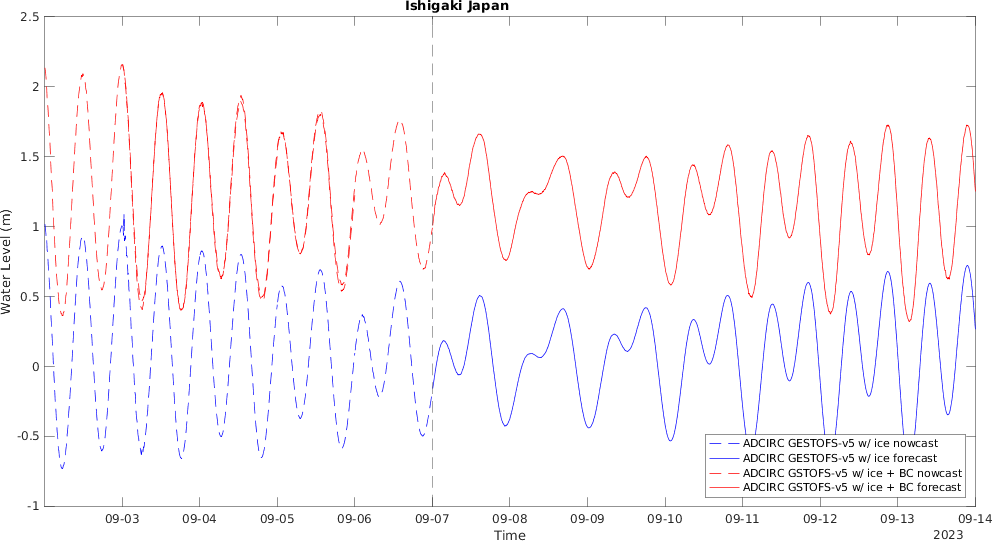 Ishigaki Japan
2.5
2
1.5
1
0.5
0
-0.5
-1
Water Level (m)
09-03 09-04 09-05 09-06 09-07 09-08 09-09 09-10 09-11 09-12 09-13 09-14
Time
2023
ADCIRC GESTOFS-v5 w/ ice nowcast
ADCIRC GESTOFS-v5 w/ ice forecast
ADCIRC GSTOFS-v5 w/ ice + BC nowcast
ADCIRC GSTOFS-v5 w/ ice + BC forecast